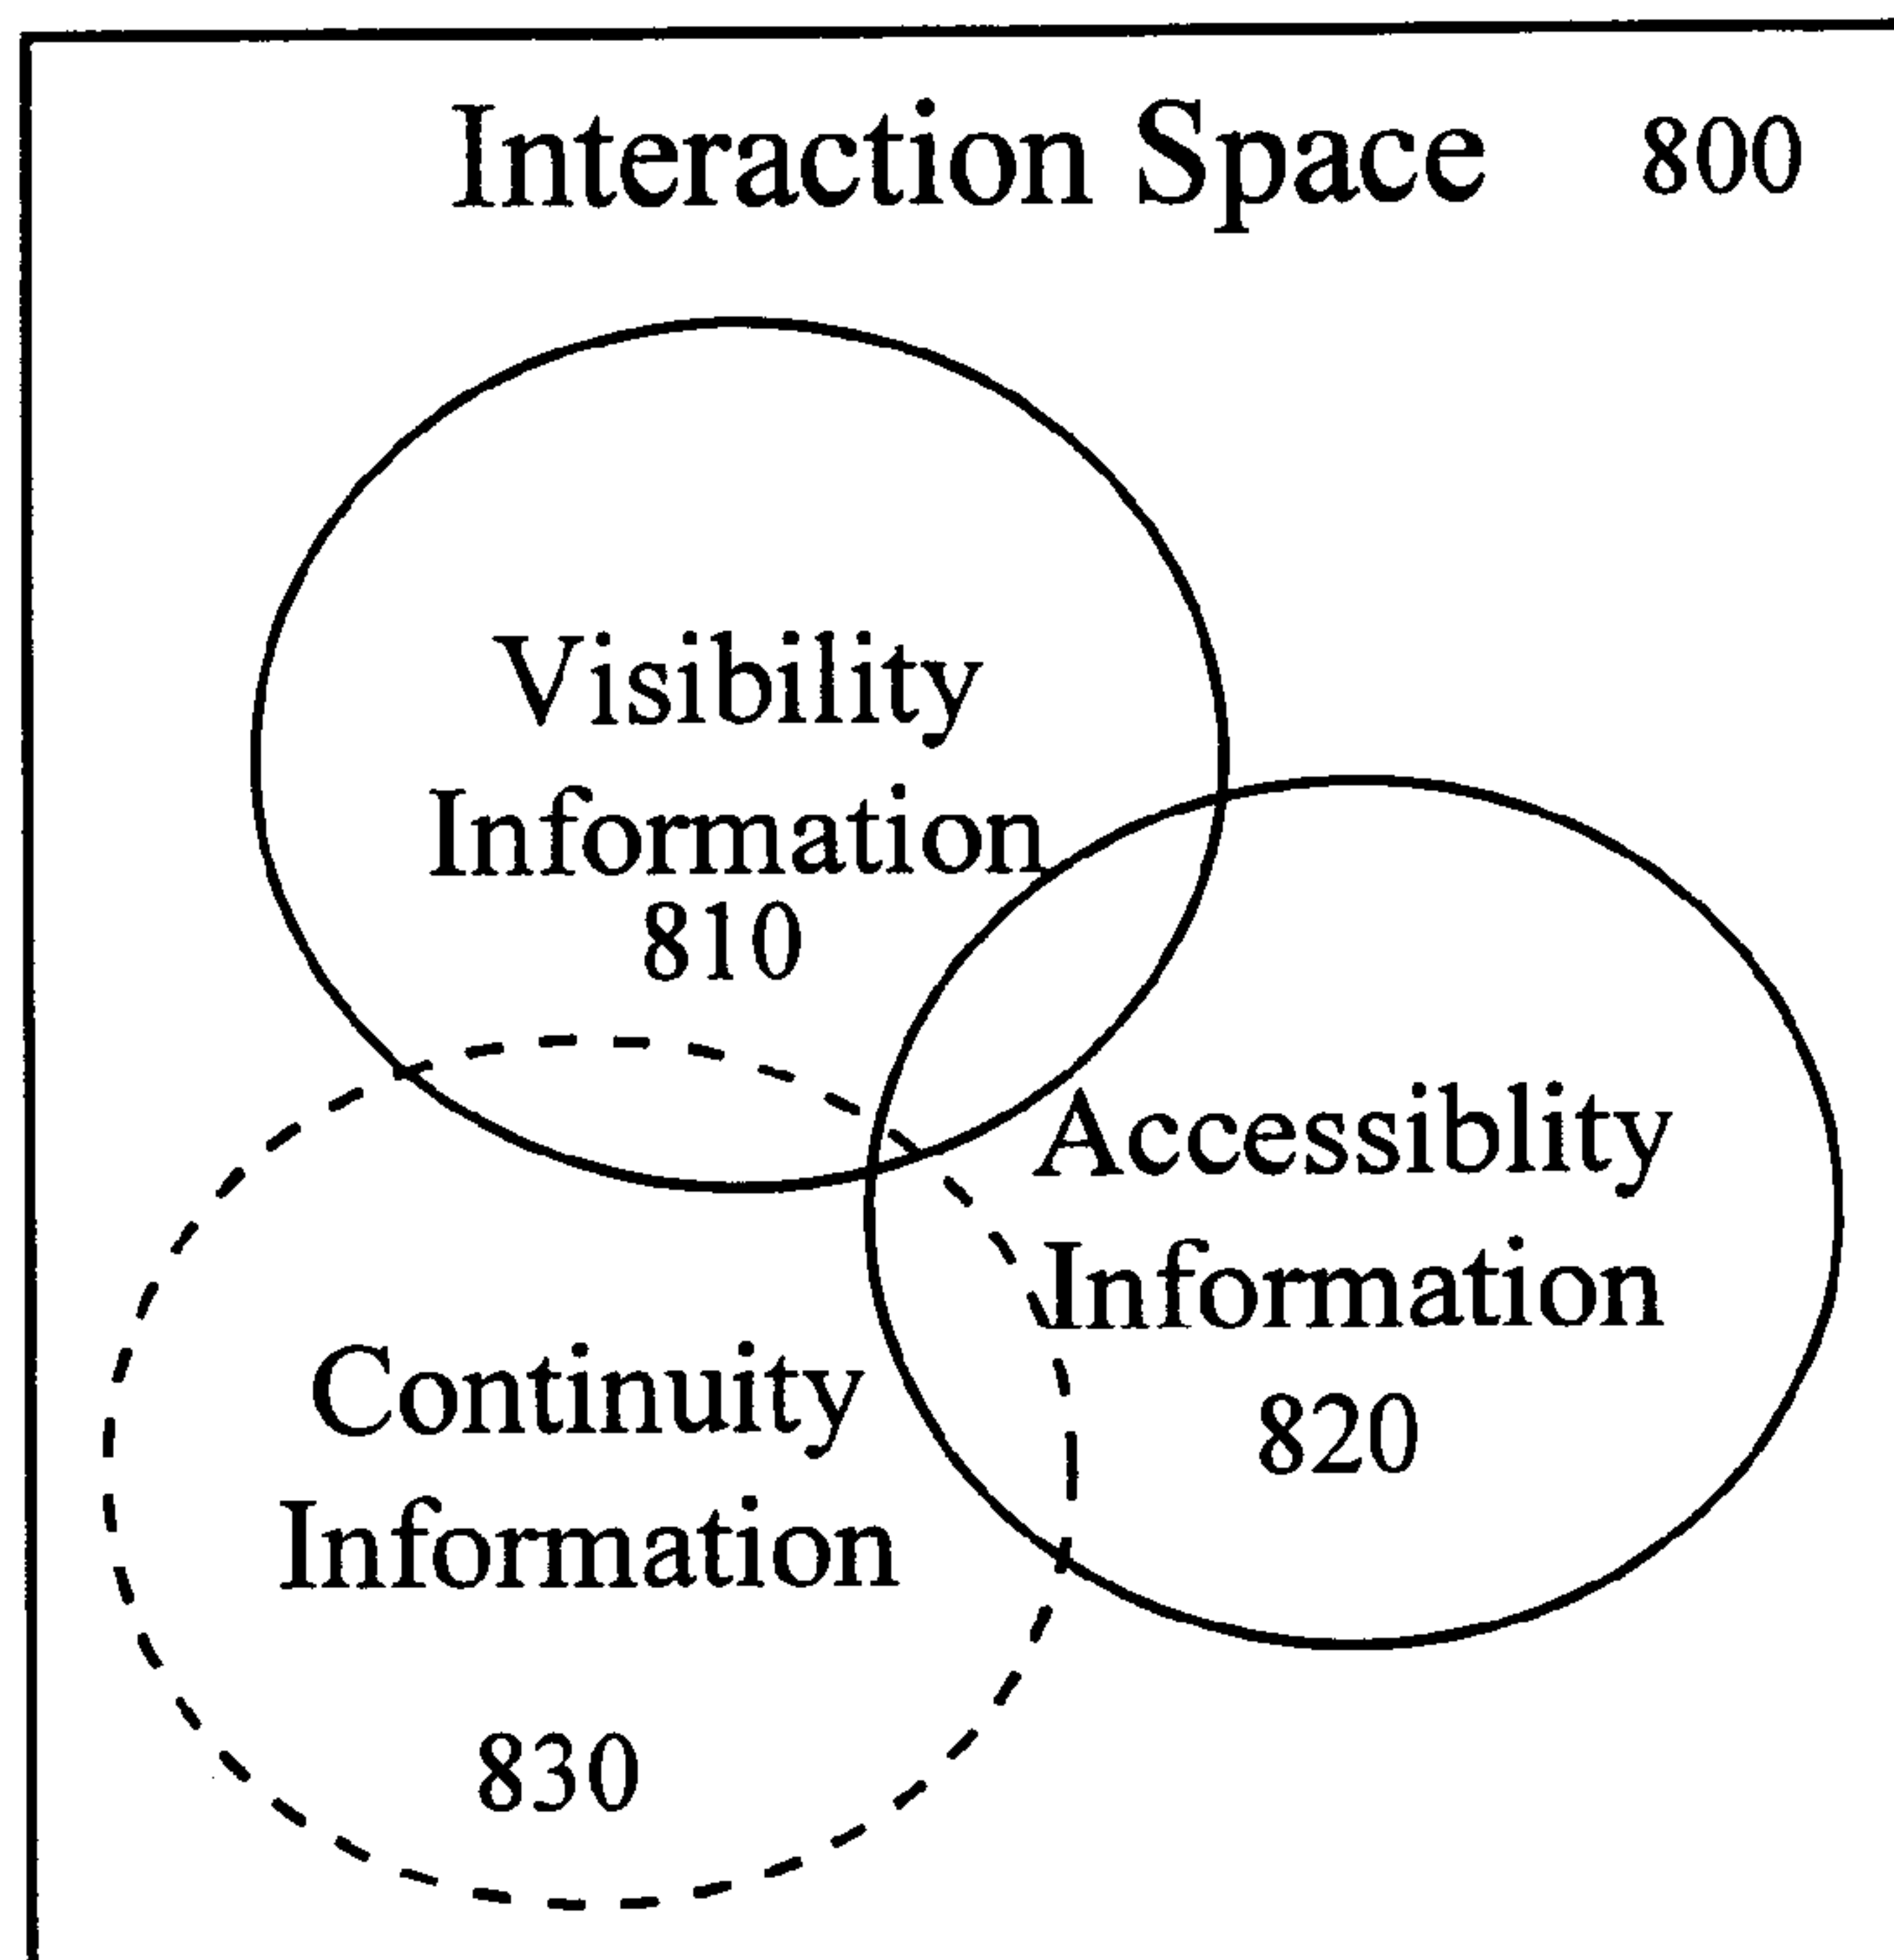 Interaction Space 800
Visibility
Information
810
Accessiblity
Information
820
Continuity
Information
830